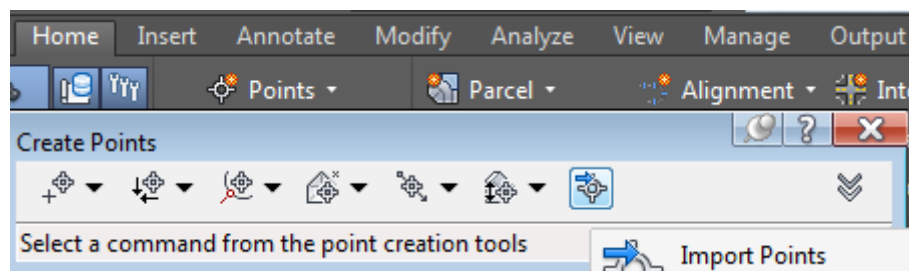 Home Insert Annotate Modify Analyze View Manage Output
Points Parcel Alignment Int
Create Points
Select a command from the point creation tools
Import Points